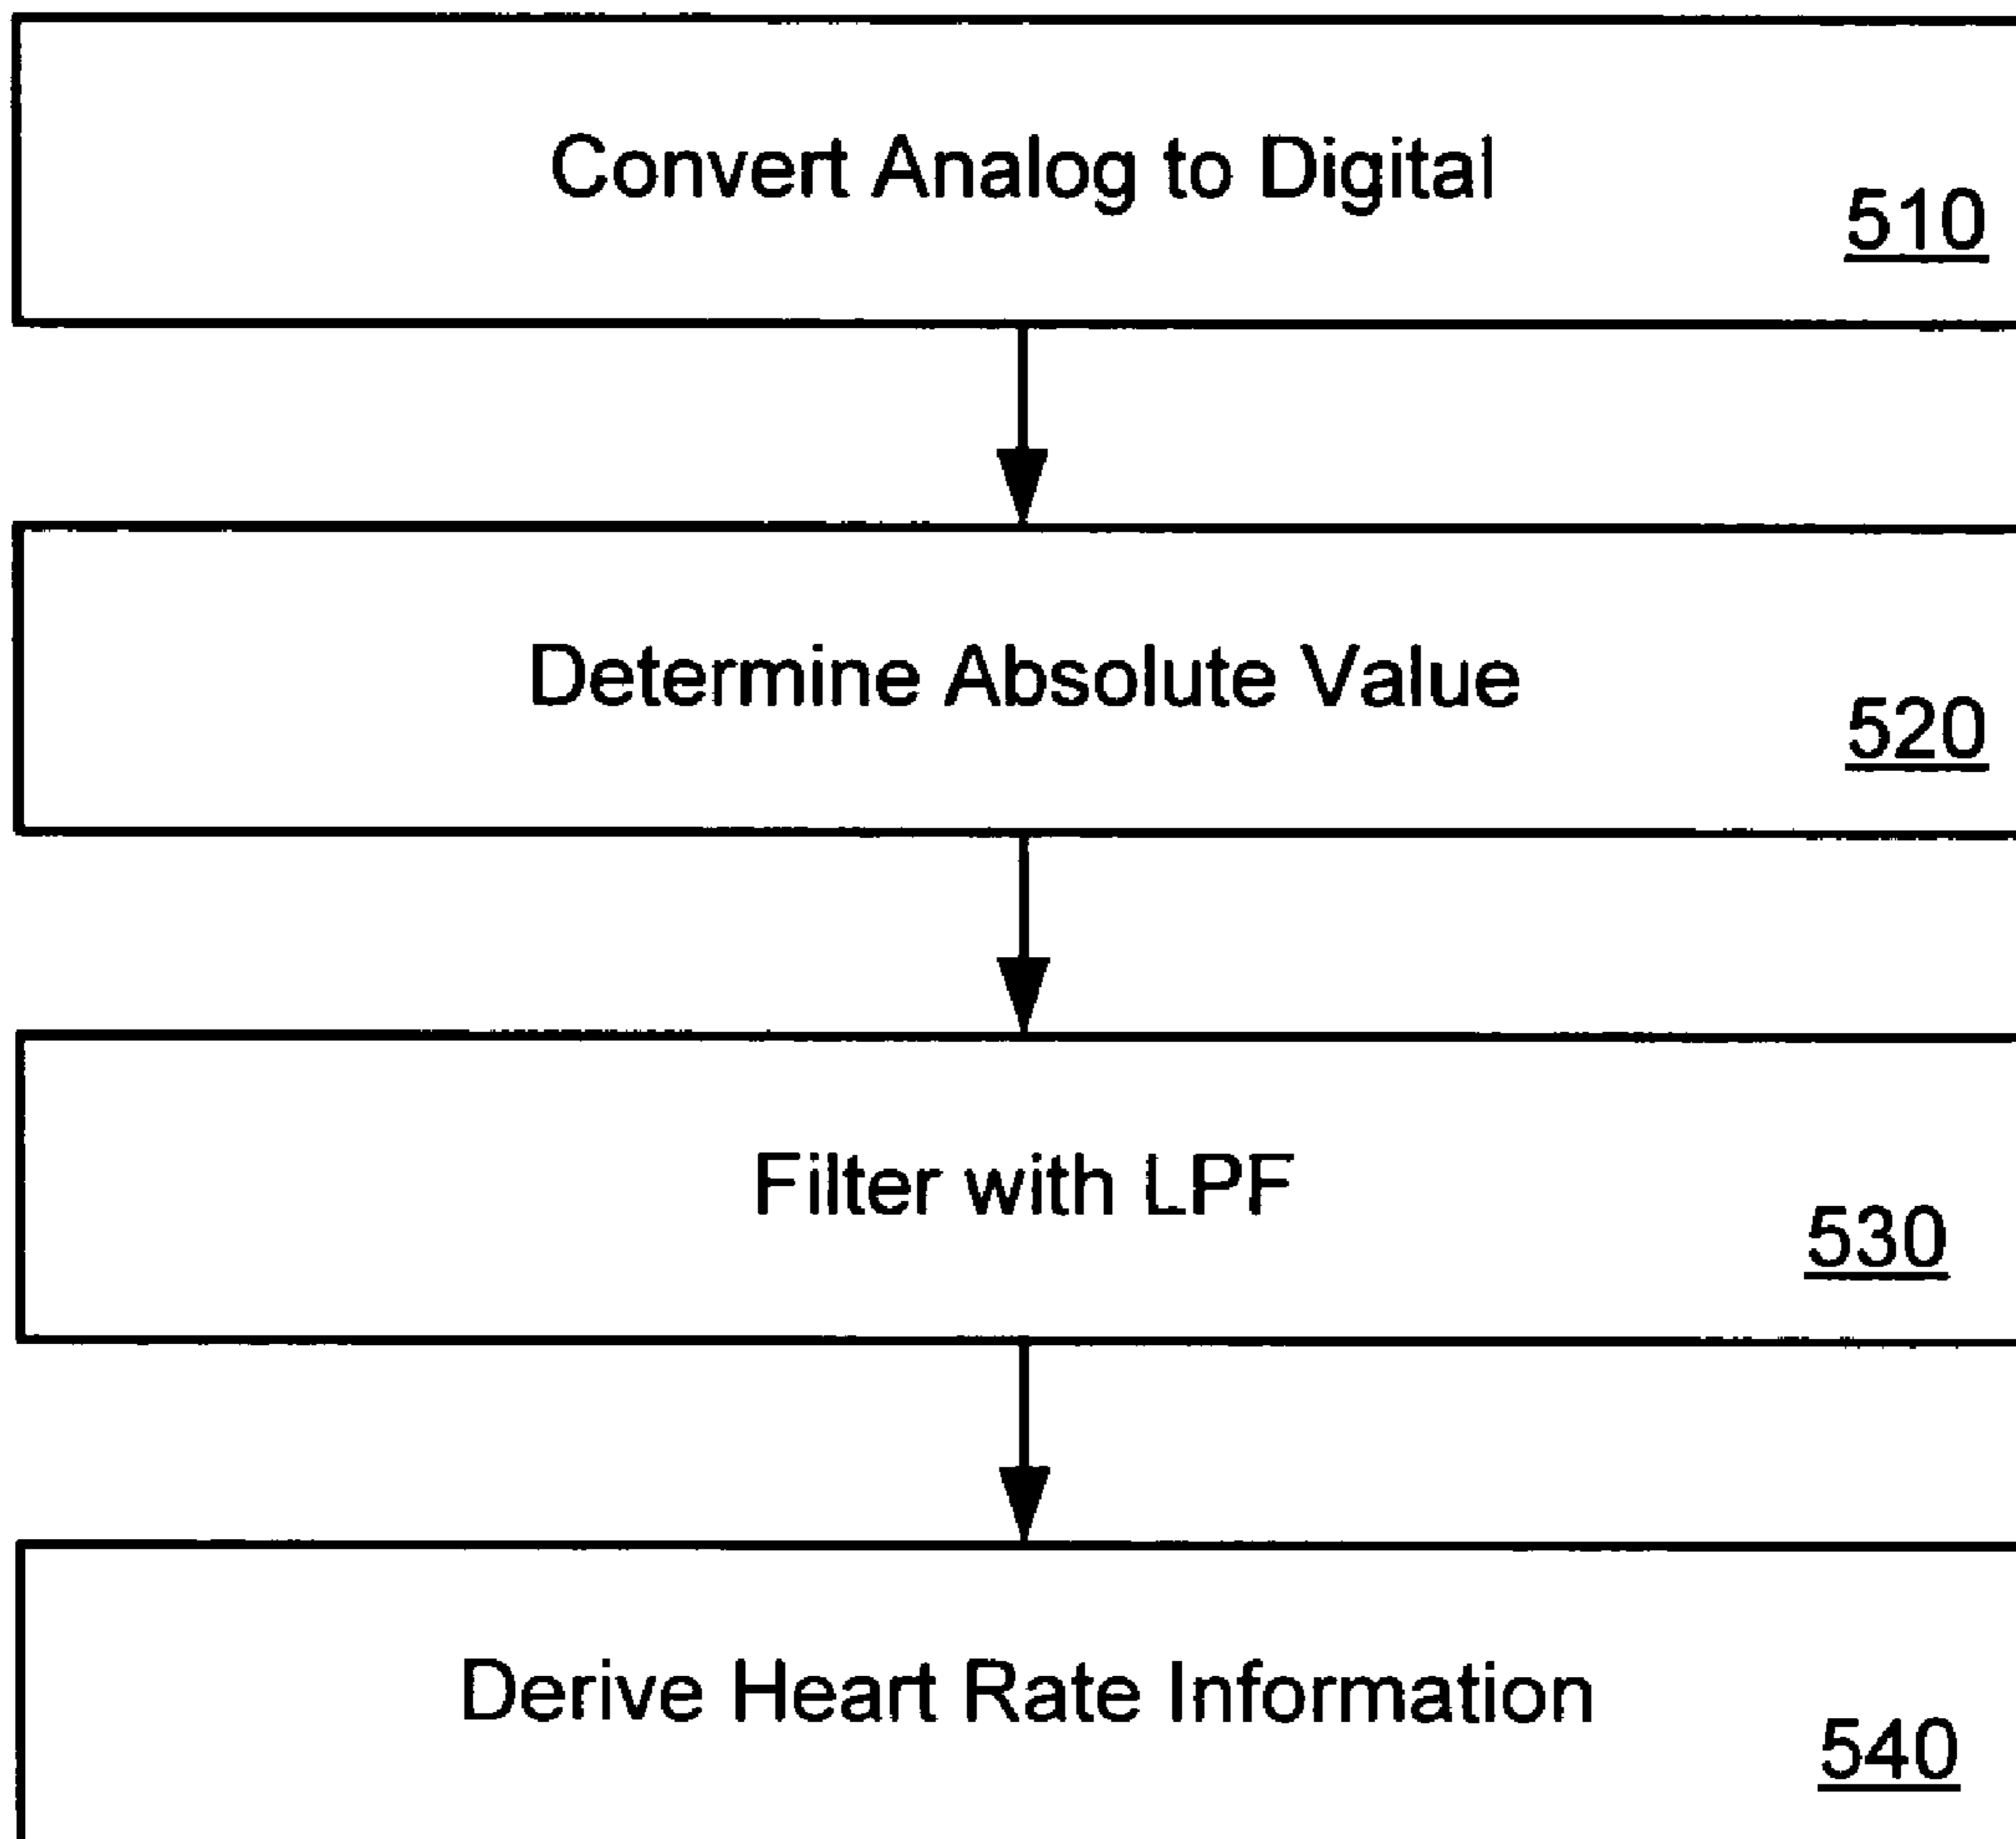 Convert Analog to Digital
510
Determine Absolute Value
520
Filter with LPF
530
Derive Heart Rate Information
540